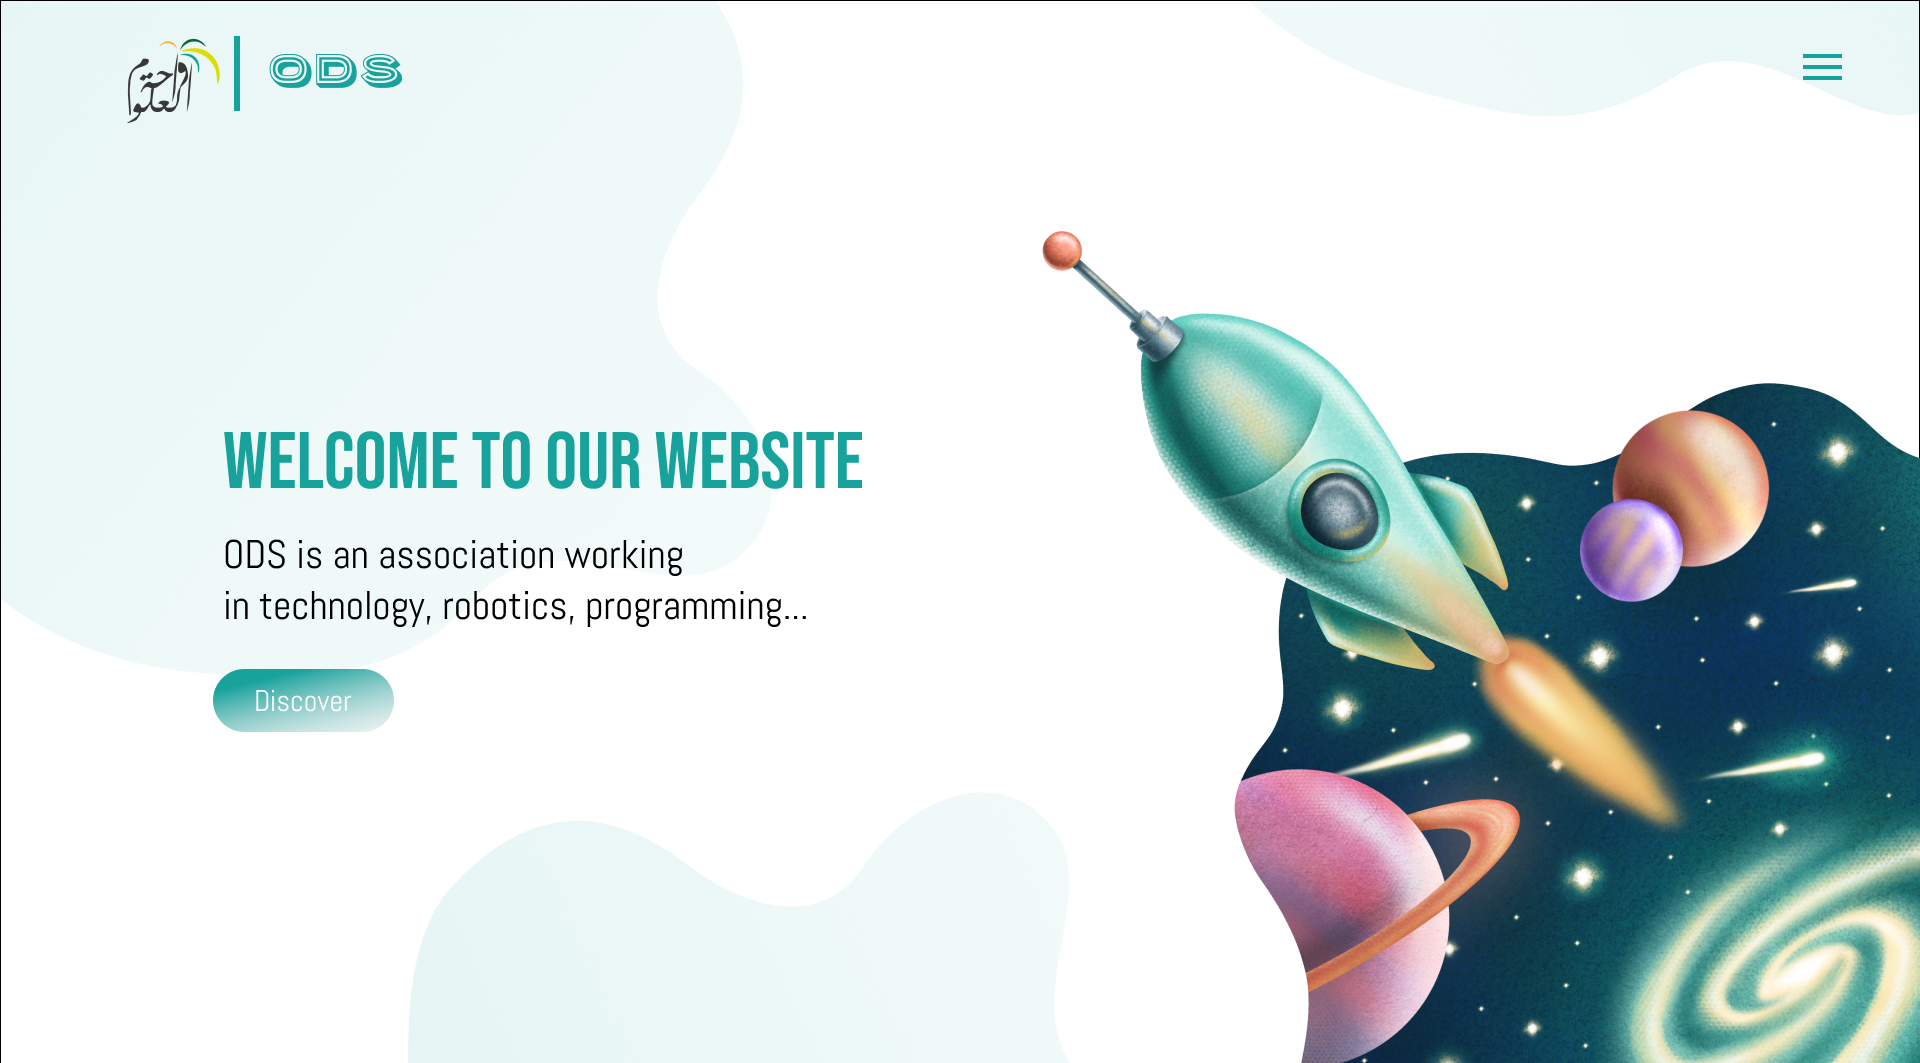 واحة العلوم
ODS
WELCOME TO OUR WEBSITE
ODS is an association working
in technology, robotics, programming...
Discover